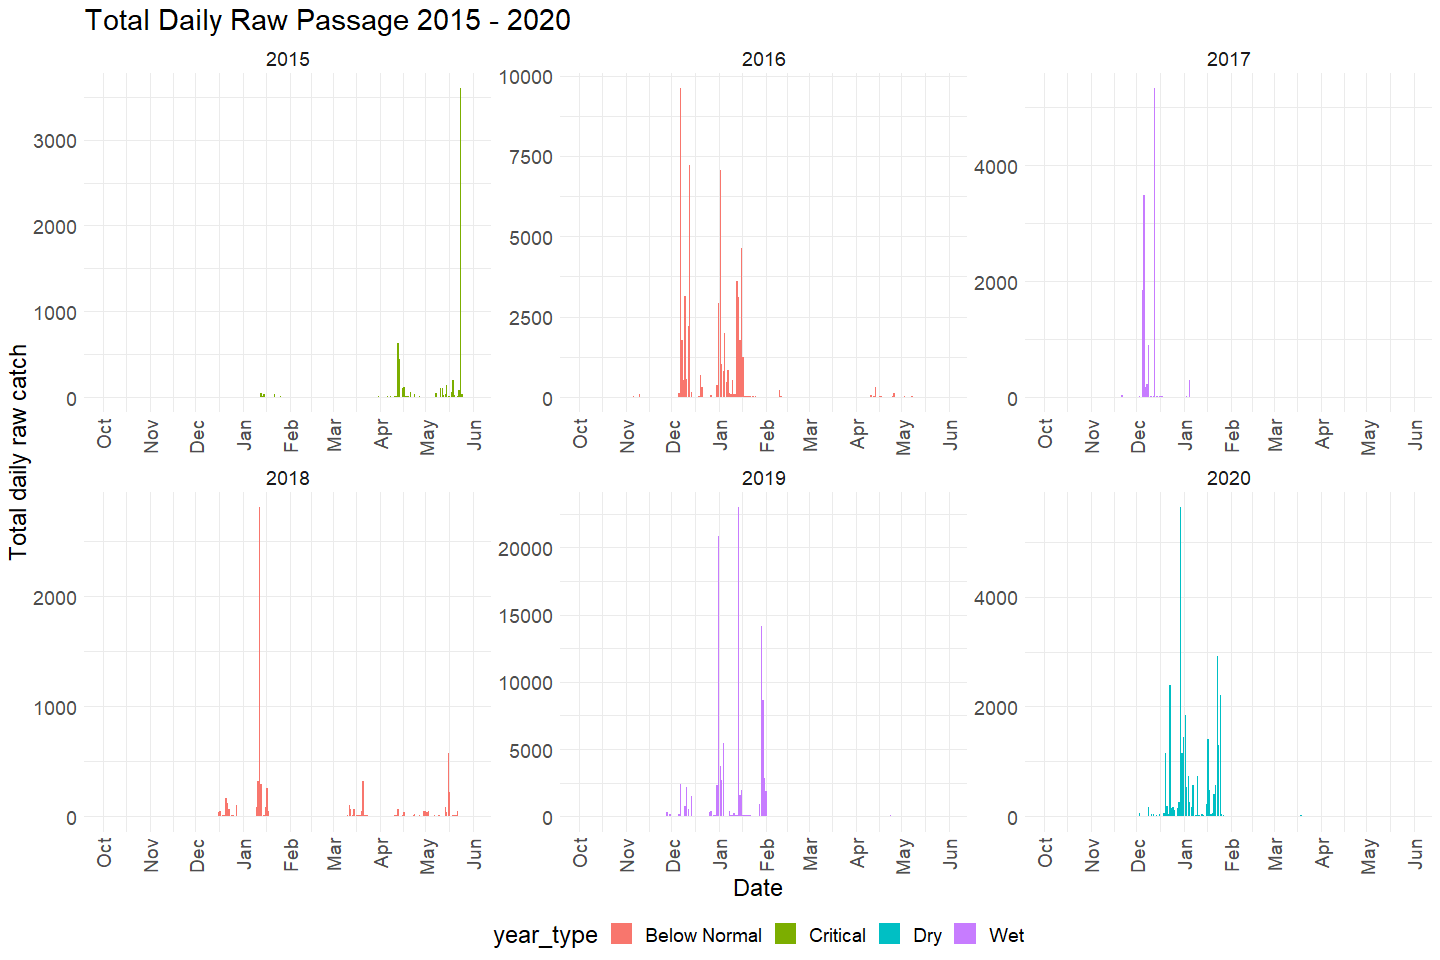 Total Daily Raw Passage 2015 - 2020
2015
2016
2017
3000
2000
1000
0
10000
7500
5000
2500
0
4000
2000
0
Oct Nov Dec Jan Feb Mar Apr May Jun
Oct Nov Dec Jan Feb Mar Apr May Jun
Oct Nov Dec Jan Feb Mar Apr May Jun
Total daily raw catch
2018
2019
2020
2000
1000
0
20000
15000
10000
5000
0
4000
2000
0
Oct Nov Dec Jan Feb Mar Apr May Jun
Oct Nov Dec Jan Feb Mar Apr May Jun
Oct Nov Dec Jan Feb Mar Apr May Jun
Date
year_type Below Normal Critical Dry Wet